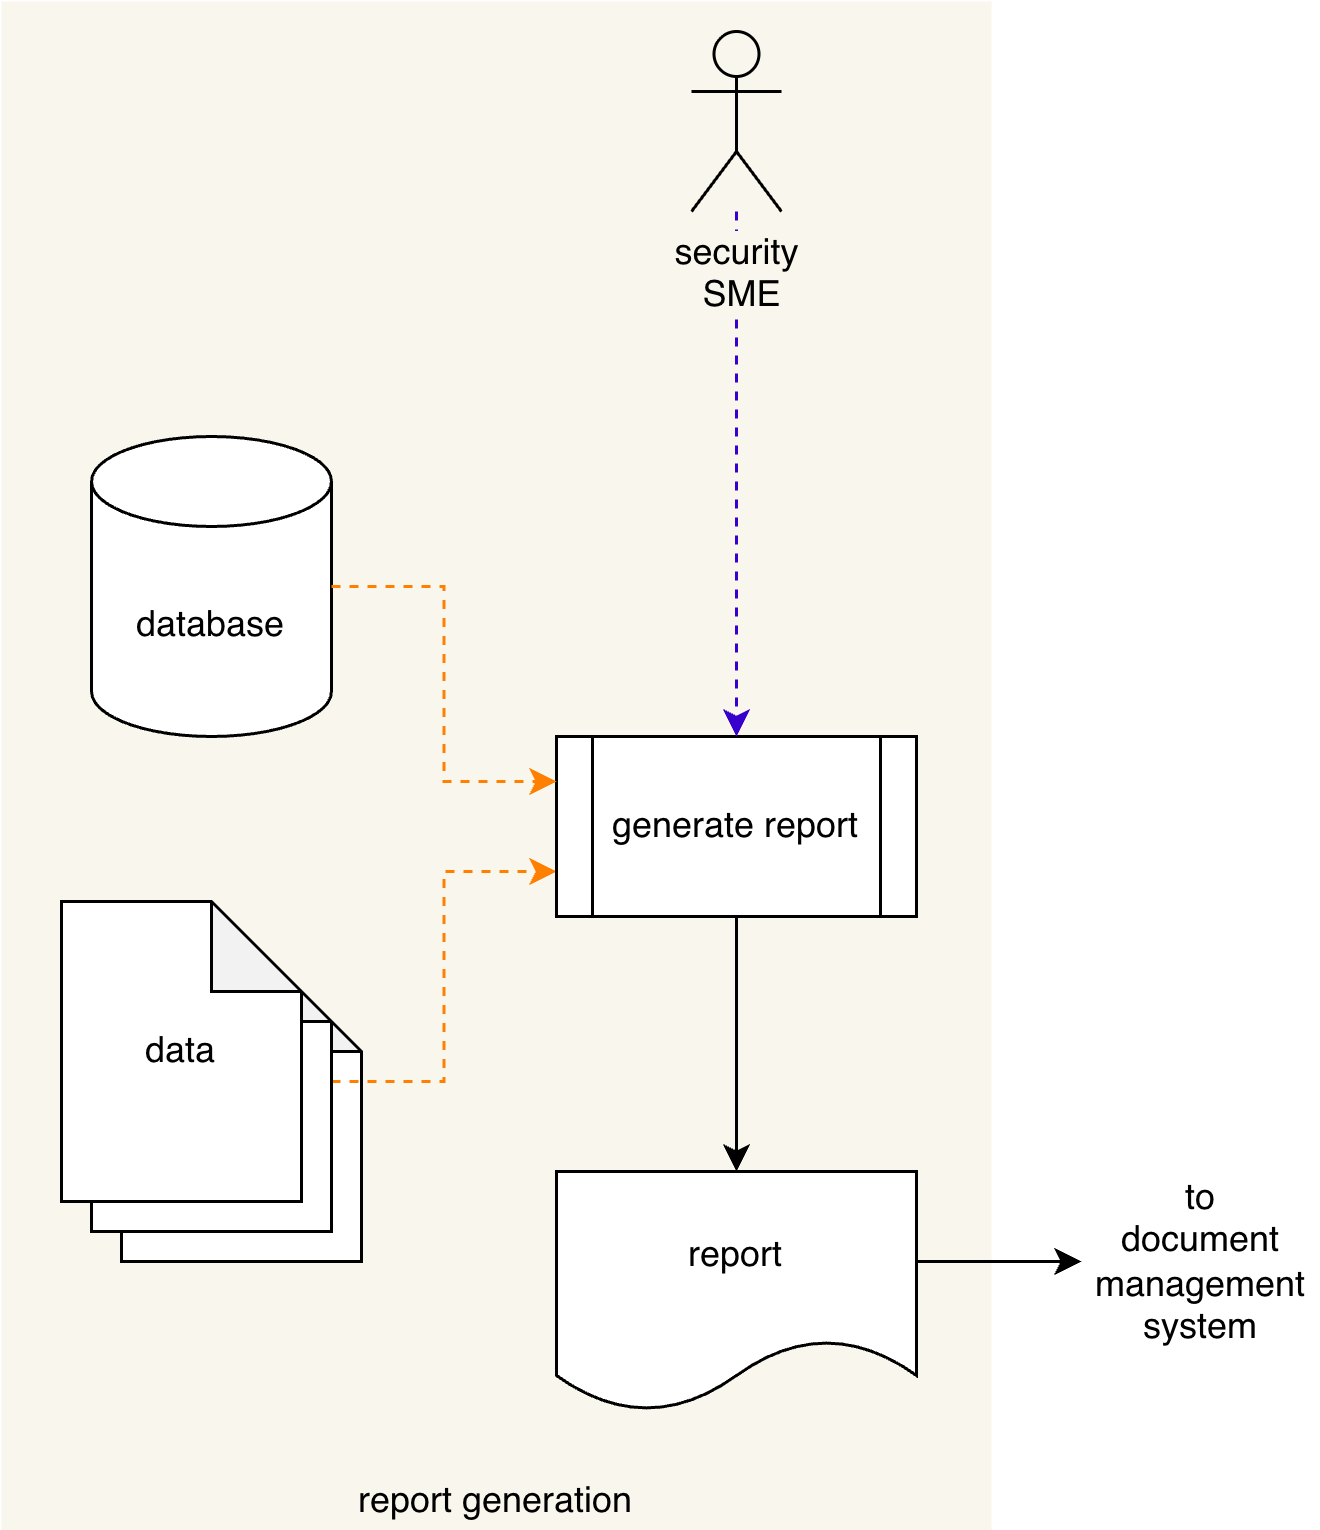 security
SME
database
generate report
data
report
to
document
management
system
report generation